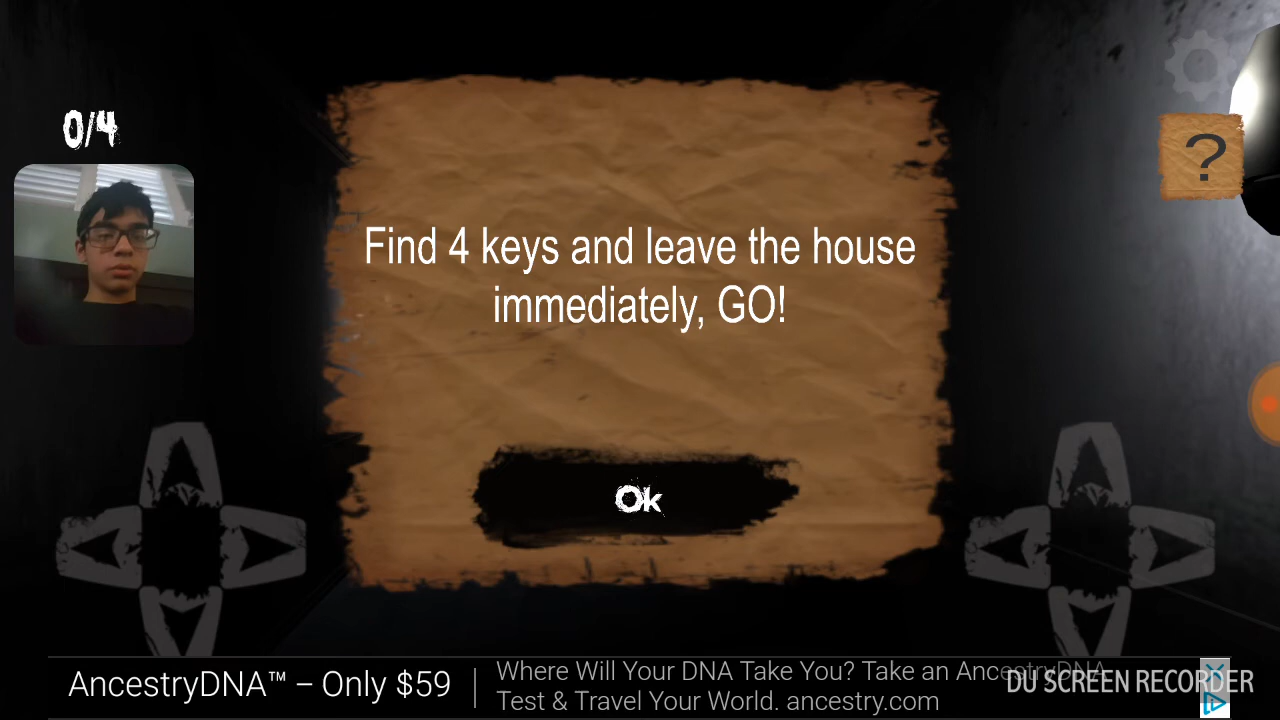 0/4
?
Find 4 keys and leave the house
immediately, GO!
Ok
AncestryDNA™ – Only $59
Where Will Your DNA Take You? Take an AncestryDNA
Test & Travel Your World. ancestry.com
DU SCREEN RECORDER